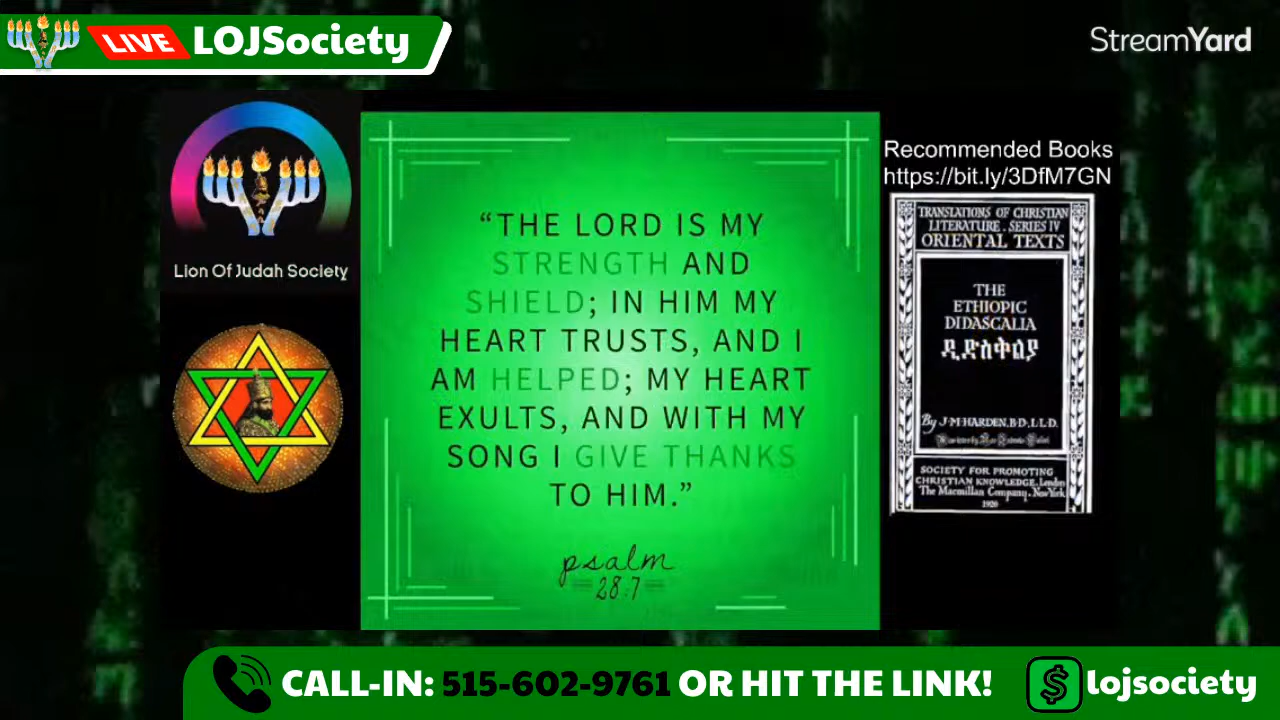 LIVE LOJSociety
StreamYard
Lion Of Judah Society
“THE LORD IS MY
STRENGTH AND
SHIELD; IN HIM MY
HEART TRUSTS, AND I
AM HELPED; MY HEART
EXULTS, AND WITH MY
SONG I GIVE THANKS
TO HIM.”
psalm
28:7
Recommended Books
https://bit.ly/3DfM7GN
TRANSLATIONS OF CHRISTIAN
LITERATURE . SERIES IV
ORIENTAL TEXTS
THE
ETHIOPIC
DIDASCALIA
ዲድስቅልያ
By J·M·HARDEN, B·D., LL·D.
SOCIETY FOR PROMOTING
CHRISTIAN KNOWLEDGE. London
The Macmillan Company. New York
1920
CALL-IN: 515-602-9761 OR HIT THE LINK!
$ lojsociety